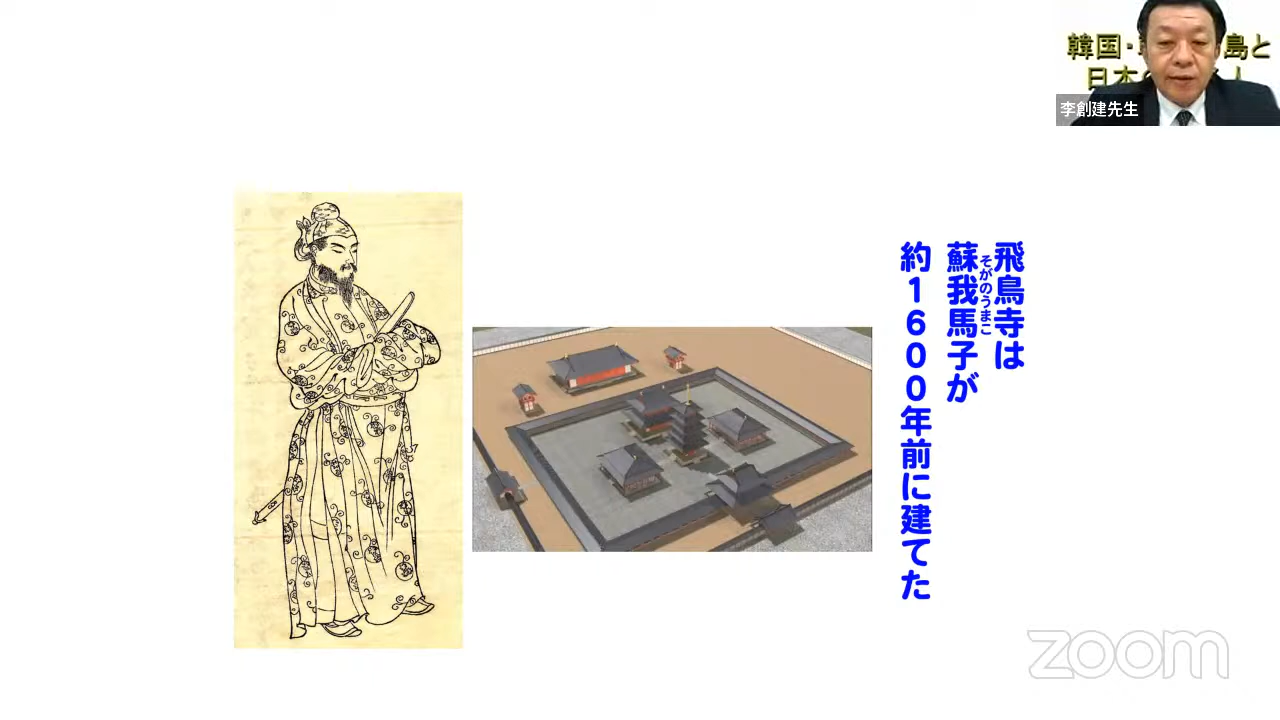 韓国・
島と
日本
李創建先生
飛鳥寺は
蘇我馬子が
そがのうまこ
約1600年前に建てた
zoom